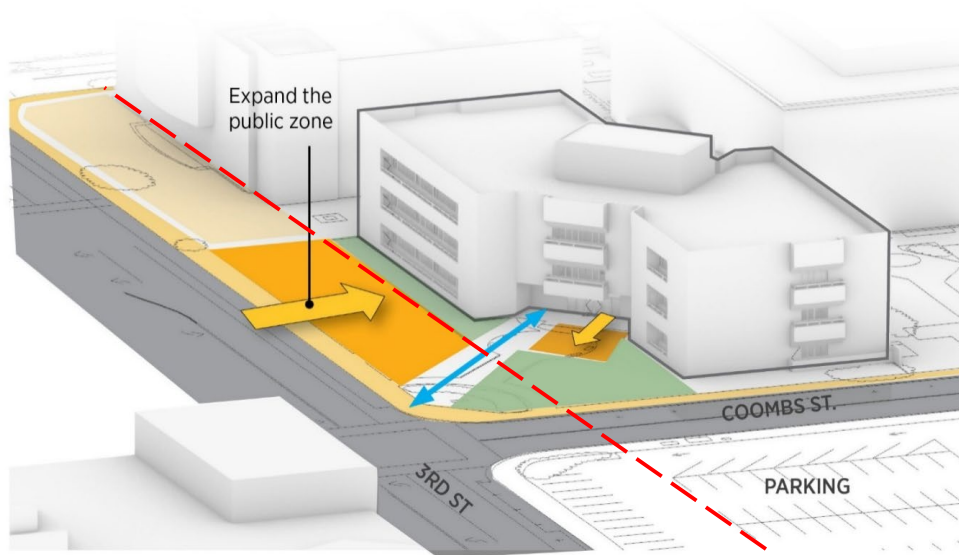 Expand the
public zone
COOMBS ST.
3RD ST
PARKING